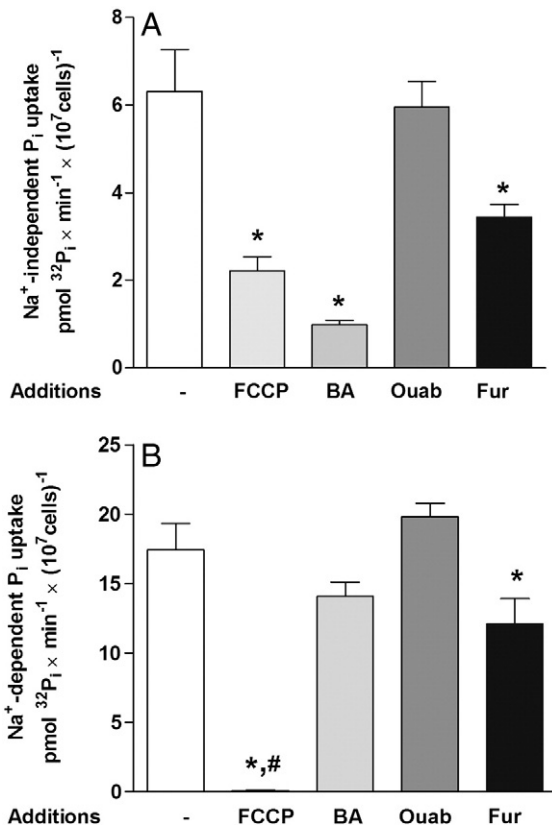 A
Na⁺-independent Pᵢ uptake
pmol ³²Pᵢ × min⁻¹ × (10⁷cells)⁻¹
8
6
4
2
0
*
*
*
Additions - FCCP BA Ouab Fur
B
Na⁺-dependent Pᵢ uptake
pmol ³²Pᵢ × min⁻¹ × (10⁷cells)⁻¹
25
20
15
10
5
0
*,#
*
Additions - FCCP BA Ouab Fur